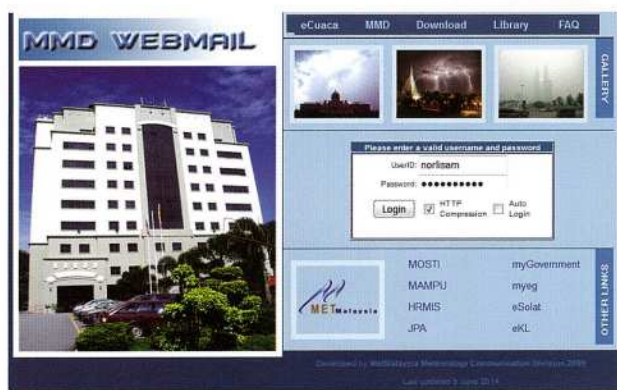 MMD WEBMAIL
eCuaca MMD Download Library FAQ
GALLERY
Please enter a valid username and password
UserID: norlisam
Password: ●●●●●●●●●●
Login HTTP Compression Auto Login
MOSTI myGovernment
MAMPU myeg
HRMIS eSolat
JPA eKL
METMalaysia
OTHER LINKS
Developed by MetMalaysia Meteorology Communication Division 2009
Last updated 5 June 2014